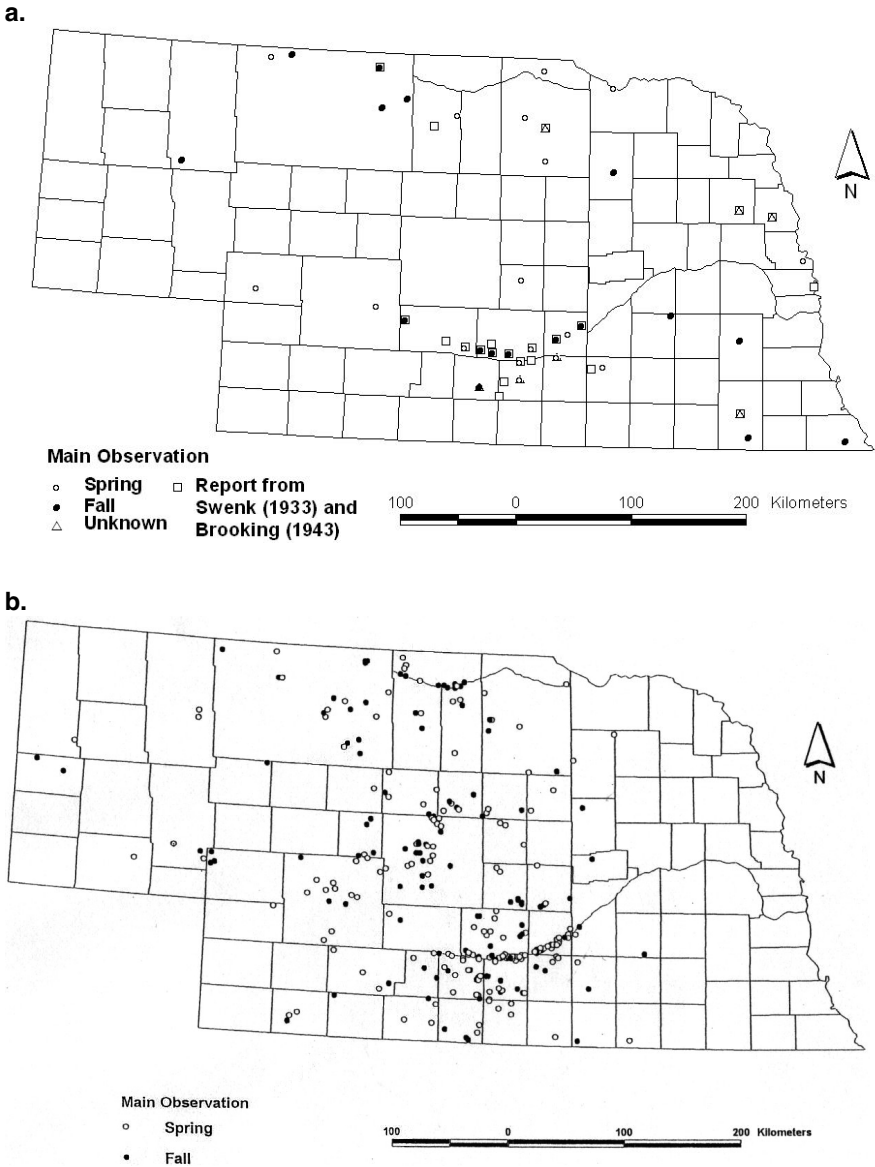 a.
N
Main Observation
Spring
Fall
Unknown
Report from
Swenk (1933) and
Brooking (1943)
100 0 100 200 Kilometers
b.
N
Main Observation
Spring
Fall
100 0 100 200 Kilometers